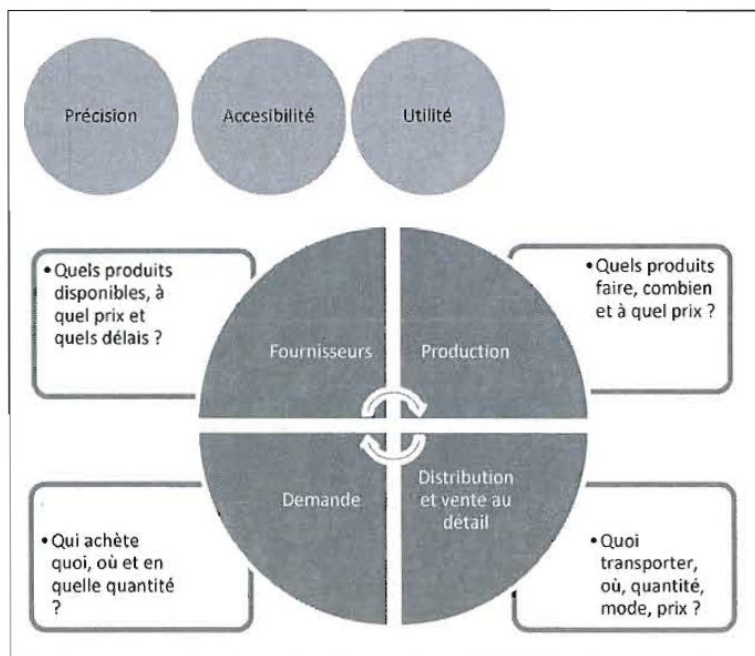 Précision
Accesibilité
Utilité
• Quels produits
disponibles, à
quel prix et
quels délais ?
Fournisseurs
Production
• Quels produits
faire, combien
et à quel prix ?
• Qui achète
quoi, où et en
quelle quantité
?
Demande
Distribution
et vente au
détail
• Quoi
transporter,
où, quantité,
mode, prix ?